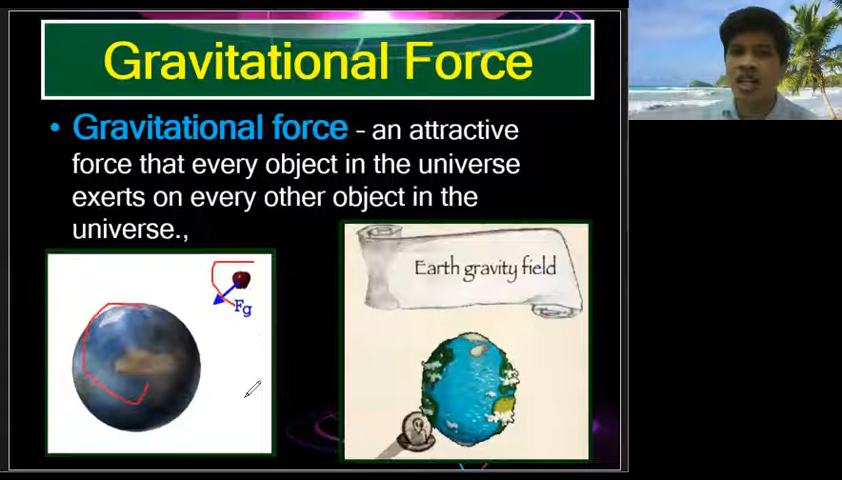 Gravitational Force
• Gravitational force - an attractive
force that every object in the universe
exerts on every other object in the
universe.,
Fg
Earth gravity field